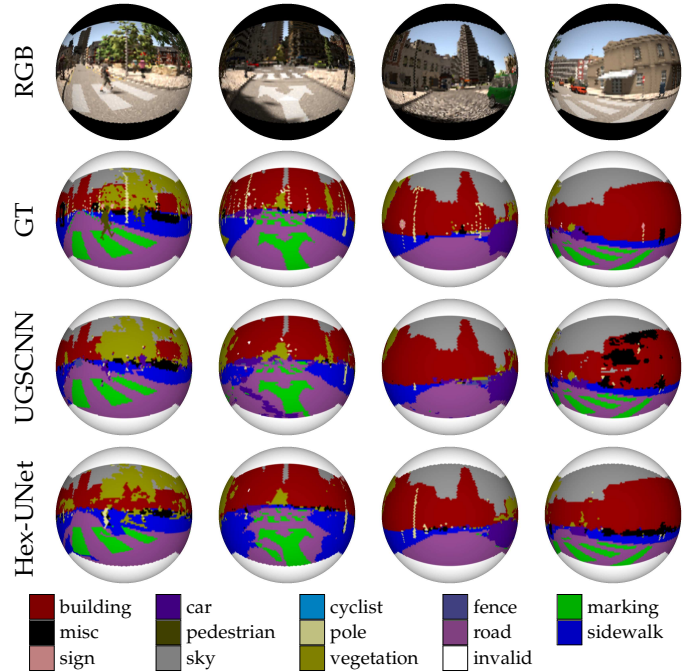 RGB
GT
UGSCNN
Hex-UNet
building car cyclist fence marking
misc pedestrian pole road sidewalk
sign sky vegetation invalid